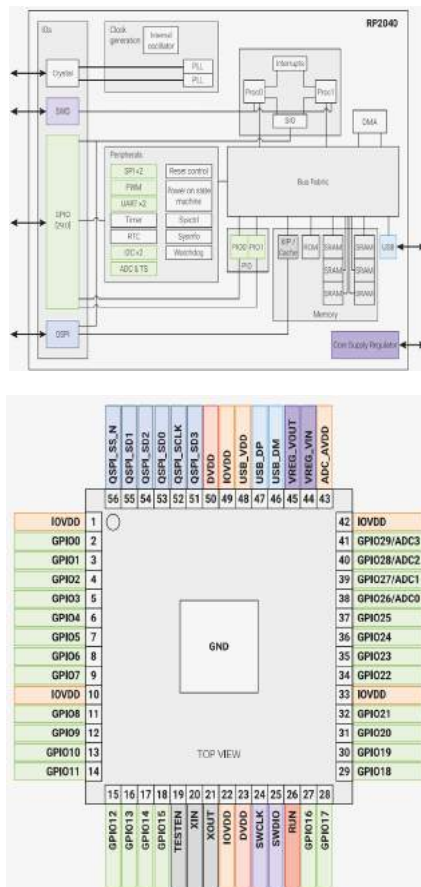 RP2040
IOs
Clock generation
Internal oscillator
Crystal
PLL
PLL
SWD
Interrupts
Proc0
Proc1
SIO
DMA
GPIO
Peripherals
SPI ×2
PWM
UART ×2
Timer
RTC
I2C ×2
ADC & TS
Reset control
Power on state machine
Sysctrl
Sysinfo
Watchdog
Bus Fabric
PIO0
PIO1
PIO
XIP / Cache
ROM
SRAM
SRAM
SRAM
SRAM
SRAM
SRAM
USB
Memory
QSPI
Core Supply Regulator
QSPI_SS_N
QSPI_SD1
QSPI_SD2
QSPI_SD0
QSPI_SCLK
QSPI_SD3
DVDD
IOVDD
USB_VDD
USB_DP
USB_DM
VREG_VOUT
VREG_VIN
ADC_AVDD
56 55 54 53 52 51 50 49 48 47 46 45 44 43
IOVDD 1
GPIO0 2
GPIO1 3
GPIO2 4
GPIO3 5
GPIO4 6
GPIO5 7
GPIO6 8
GPIO7 9
IOVDD 10
GPIO8 11
GPIO9 12
GPIO10 13
GPIO11 14
GND
TOP VIEW
42 IOVDD
41 GPIO29/ADC3
40 GPIO28/ADC2
39 GPIO27/ADC1
38 GPIO26/ADC0
37 GPIO25
36 GPIO24
35 GPIO23
34 GPIO22
33 IOVDD
32 GPIO21
31 GPIO20
30 GPIO19
29 GPIO18
15 16 17 18 19 20 21 22 23 24 25 26 27 28
GPIO12
GPIO13
GPIO14
GPIO15
TESTEN
XIN
XOUT
IOVDD
DVDD
SWCLK
SWDIO
RUN
GPIO16
GPIO17